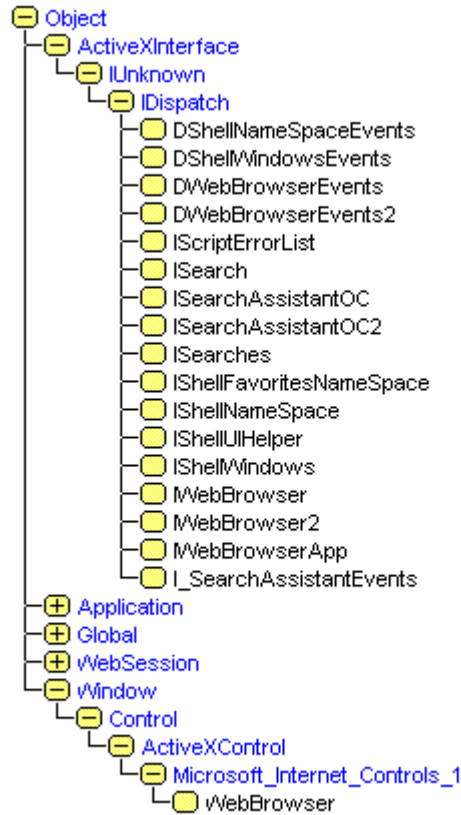 Object
ActiveXInterface
IUnknown
IDispatch
DShellNameSpaceEvents
DShellWindowsEvents
DWebBrowserEvents
DWebBrowserEvents2
IScriptErrorList
ISearch
ISearchAssistantOC
ISearchAssistantOC2
ISearches
IShellFavoritesNameSpace
IShellNameSpace
IShellUIHelper
IShellWindows
IWebBrowser
IWebBrowser2
IWebBrowserApp
I_SearchAssistantEvents
Application
Global
WebSession
Window
Control
ActiveXControl
Microsoft_Internet_Controls_1
WebBrowser